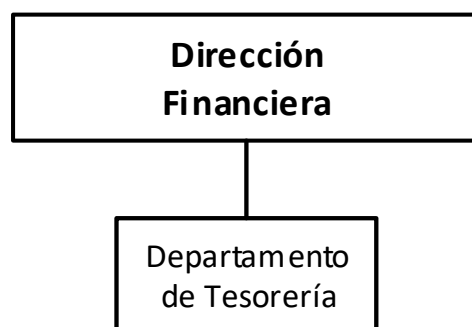 Dirección
Financiera
Departamento
de Tesorería